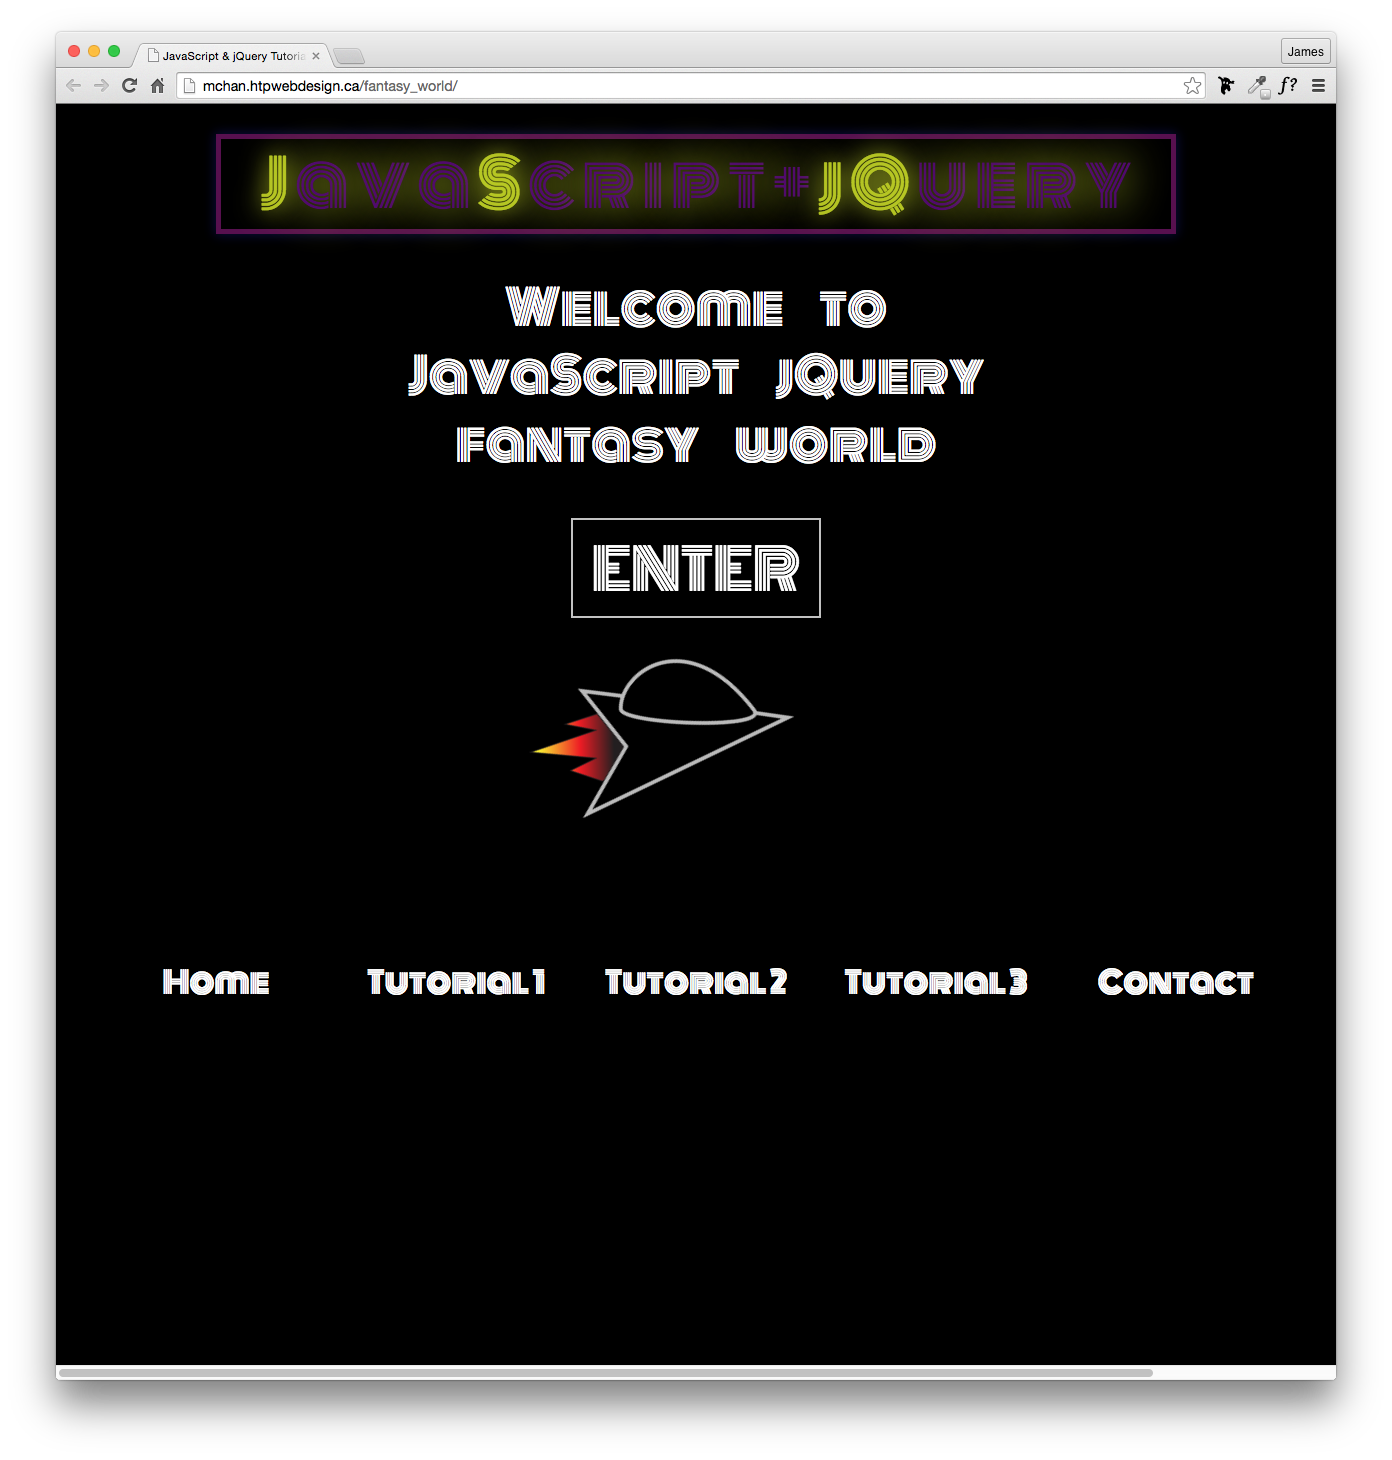 JavaScript & jQuery Tutoria
James
mchan.htpwebdesign.ca/fantasy_world/
f?
JavaScript+jQuery
Welcome to
JavaScript jQuery
Fantasy World
ENTER
Home Tutorial 1 Tutorial 2 Tutorial 3 Contact